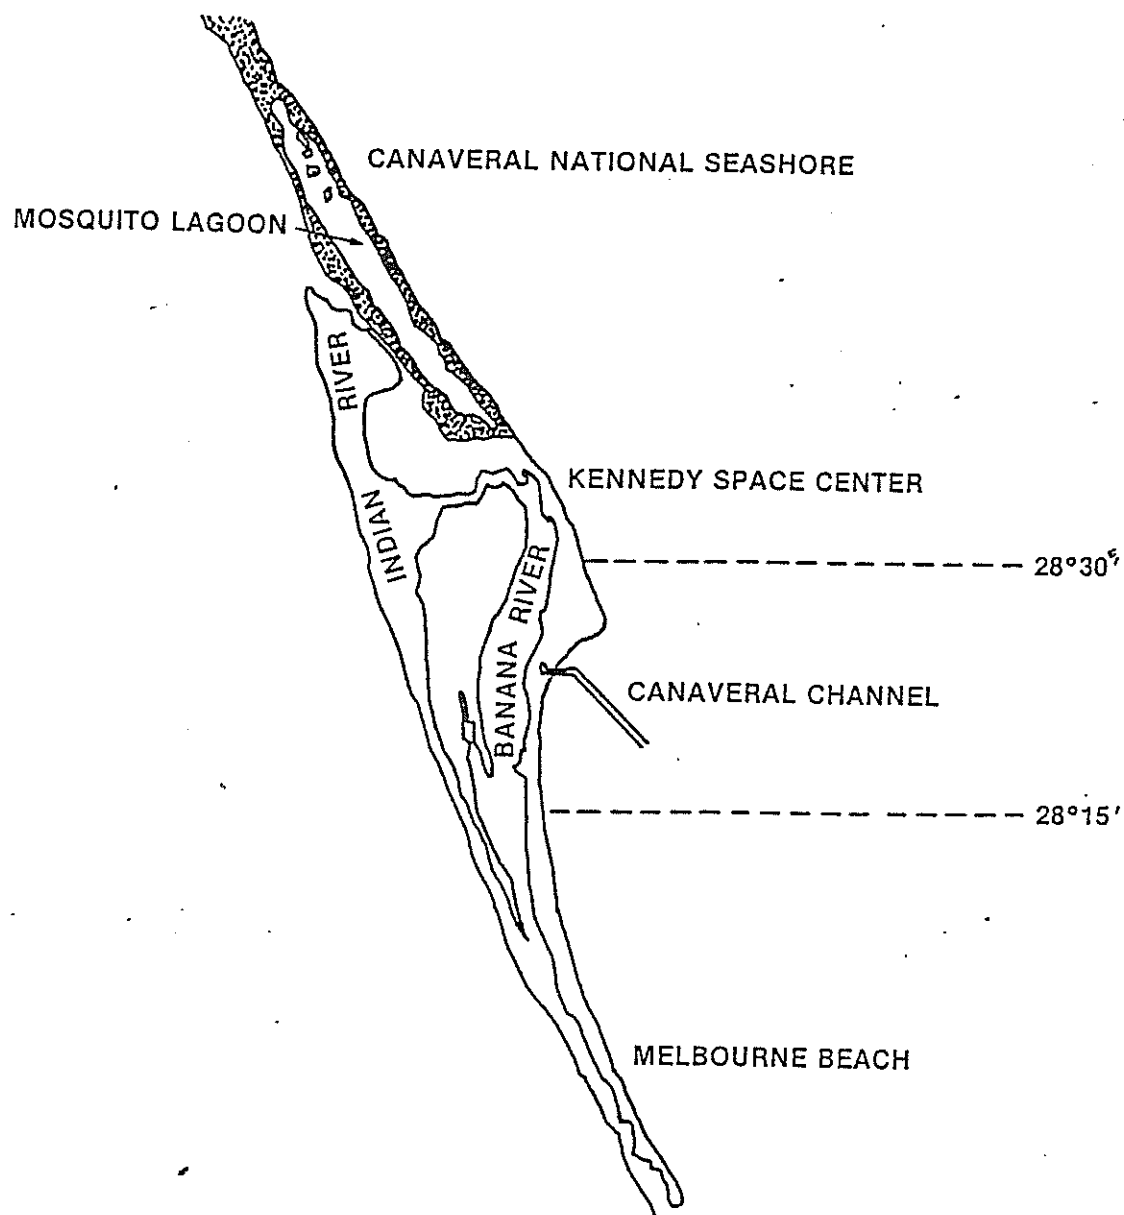 CANAVERAL NATIONAL SEASHORE
MOSQUITO LAGOON
INDIAN RIVER
KENNEDY SPACE CENTER
28°30'
BANANA RIVER
CANAVERAL CHANNEL
28°15'
MELBOURNE BEACH